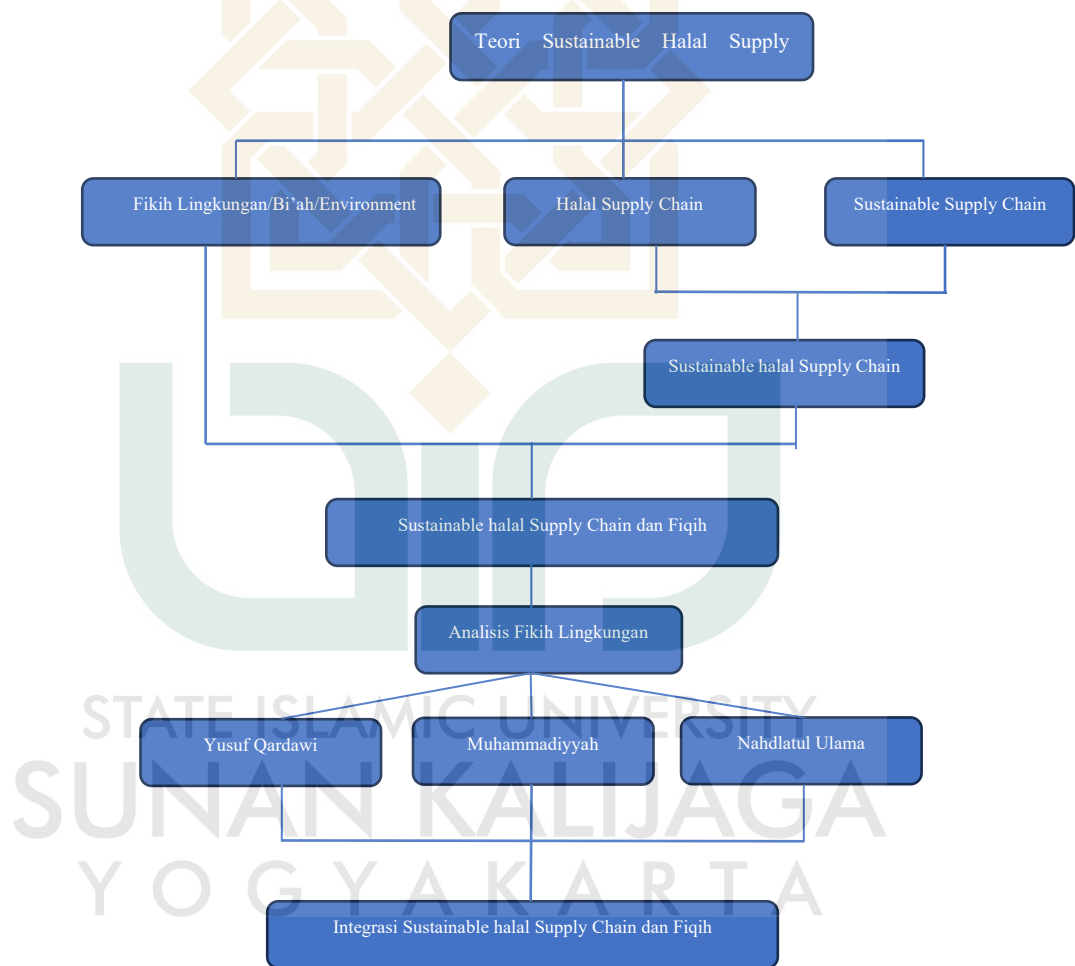 Teori Sustainable Halal Supply
Fikih Lingkungan/Bi’ah/Environment
Halal Supply Chain
Sustainable Supply Chain
Sustainable halal Supply Chain
Sustainable halal Supply Chain dan Fiqih
Analisis Fikih Lingkungan
STATE ISLAMIC UNIVERSITY
Yusuf Qardawi
Muhammadiyyah
Nahdlatul Ulama
SUNAN KALIJAGA
YOGYAKARTA
Integrasi Sustainable halal Supply Chain dan Fiqih